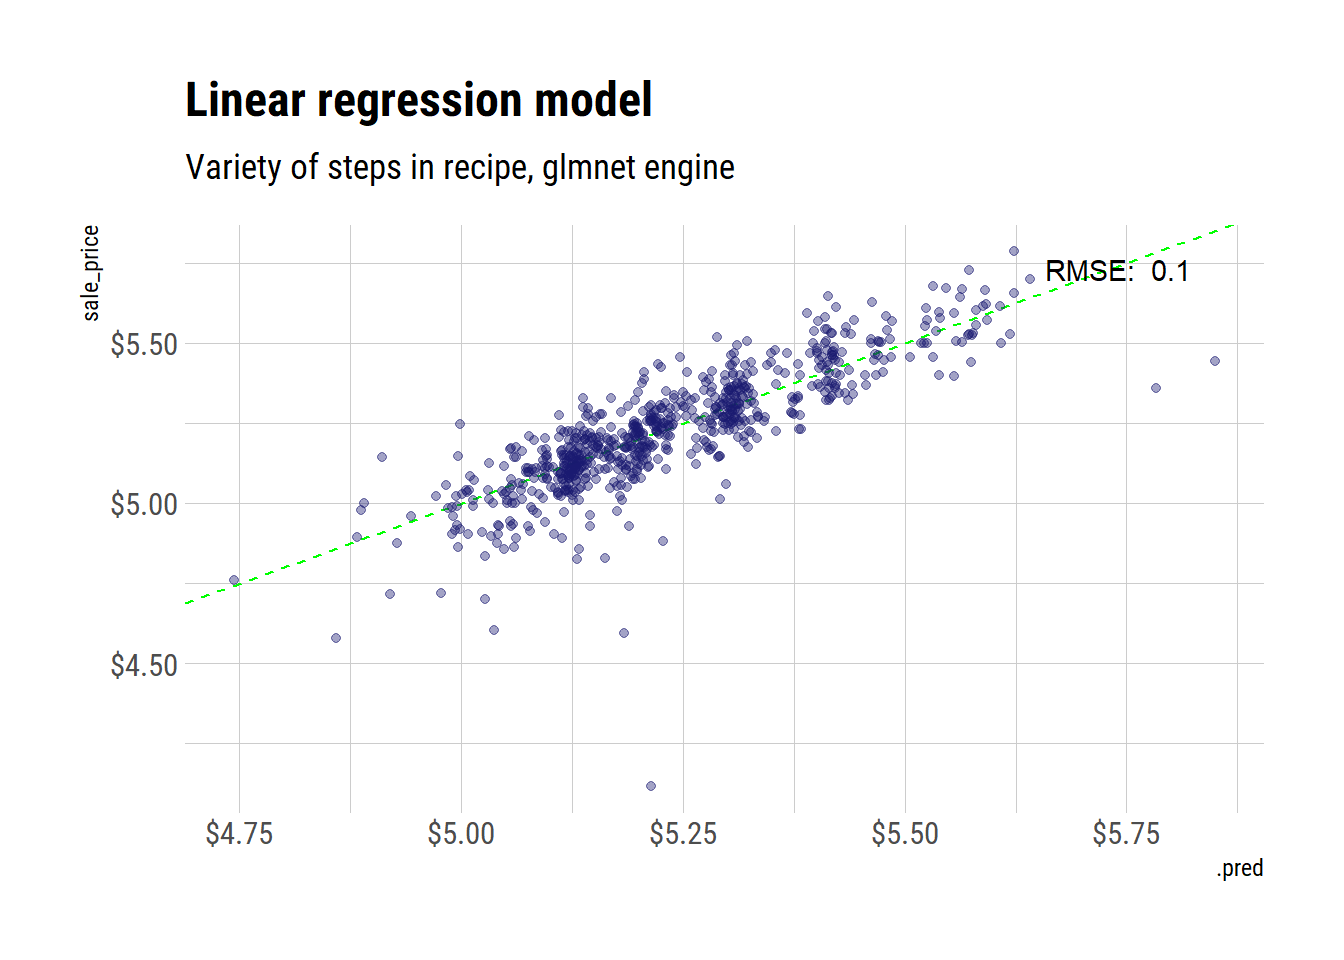 Linear regression model
Variety of steps in recipe, glmnet engine
sale_price
RMSE:  0.1
$5.50
$5.00
$4.50
$4.75
$5.00
$5.25
$5.50
$5.75
.pred